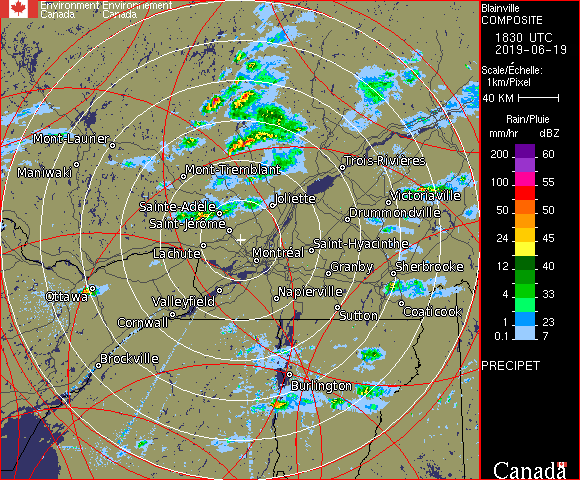 Environment Environnement
Canada Canada
Blainville
COMPOSITE
1830 UTC
2019-06-19
Scale/Échelle:
1km/Pixel
40 KM
Rain/Pluie
mm/hr dBZ
200 60
100 55
50 50
24 45
12 40
4 33
1 23
0.1 7
PRECIPET
Canada
Mont-Laurier
Maniwaki
Mont-Tremblant
Trois-Rivières
Sainte-Adèle
Joliette
Victoriaville
Drummondville
Saint-Jérôme
Lachute
Montréal
Saint-Hyacinthe
Granby
Sherbrooke
Ottawa
Valleyfield
Napierville
Coaticook
Cornwall
Sutton
Brockville
Burlington